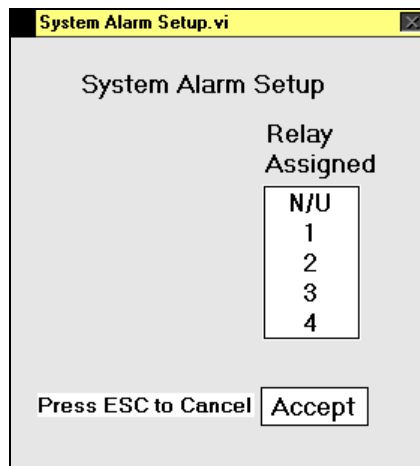 System Alarm Setup.vi
System Alarm Setup
Relay
Assigned
N/U
1
2
3
4
Press ESC to Cancel
Accept